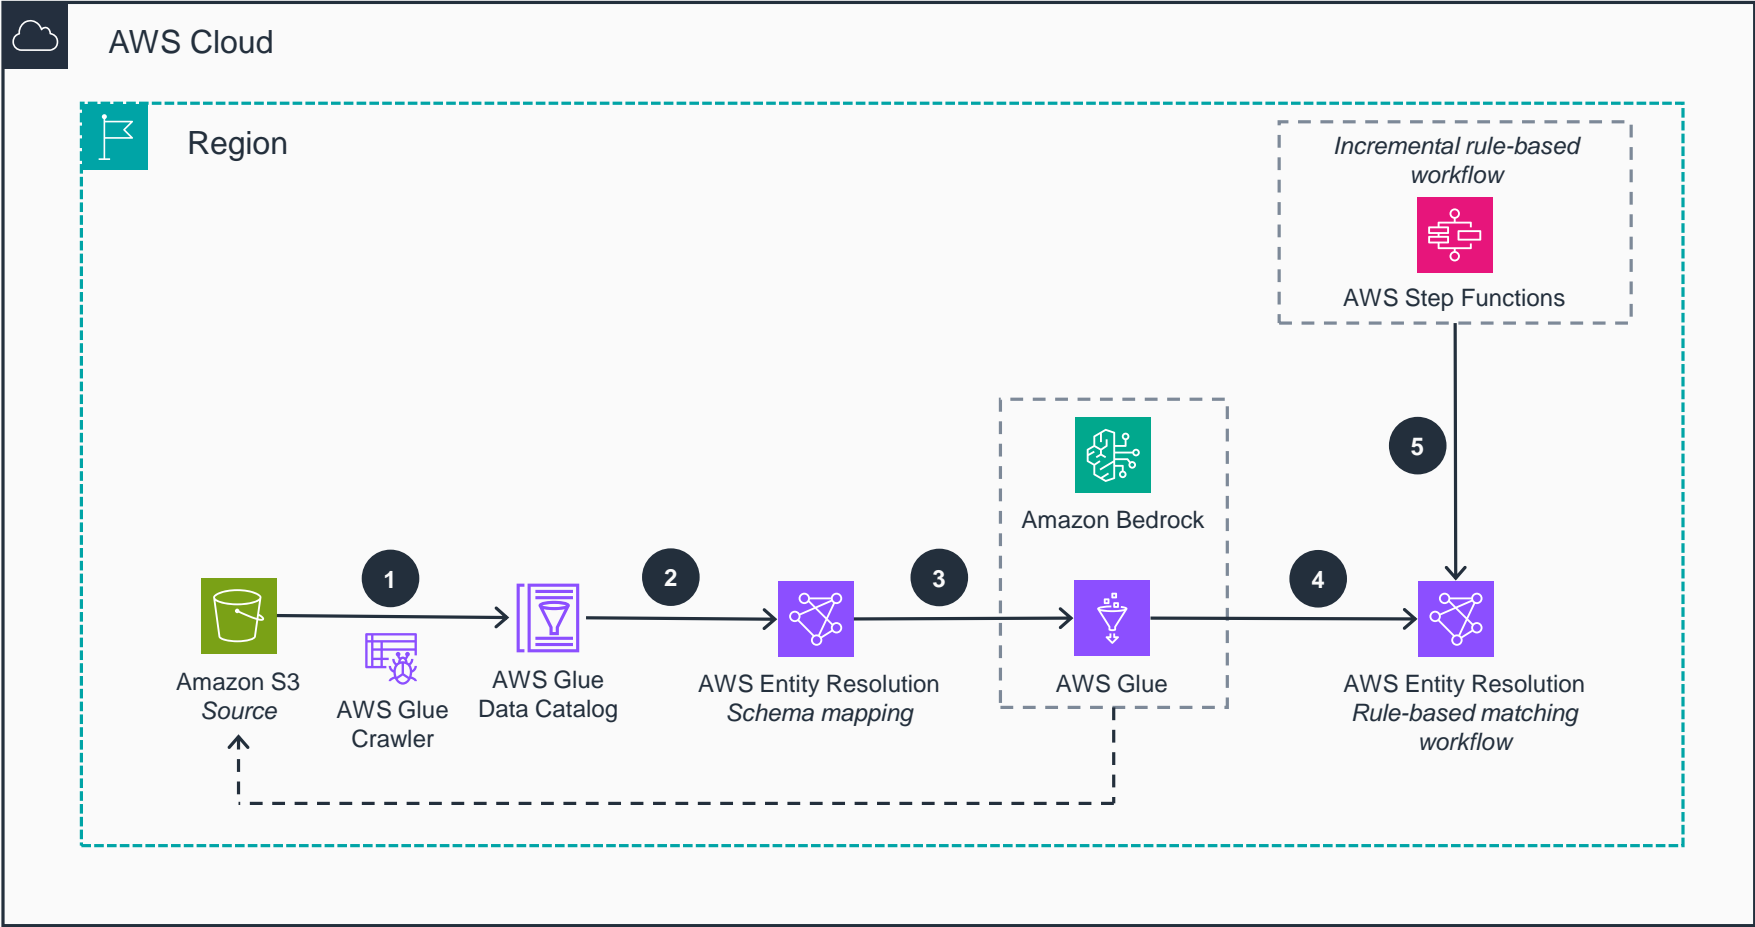 AWS Cloud
Region
Incremental rule-based
workflow
AWS Step Functions
5
Amazon Bedrock
1
2
3
4
Amazon S3
Source
AWS Glue
Crawler
AWS Glue
Data Catalog
AWS Entity Resolution
Schema mapping
AWS Glue
AWS Entity Resolution
Rule-based matching
workflow